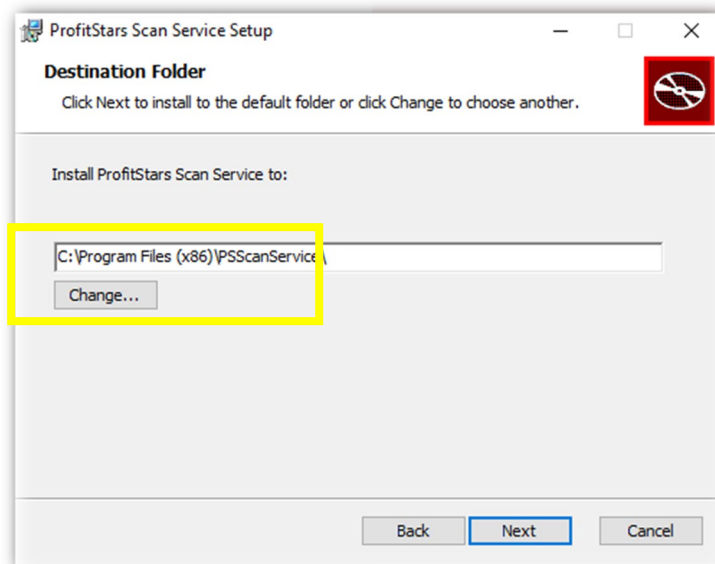 ProfitStars Scan Service Setup
Destination Folder
Click Next to install to the default folder or click Change to choose another.
Install ProfitStars Scan Service to:
C:\Program Files (x86)\PSScanService\
Change...
Back Next Cancel